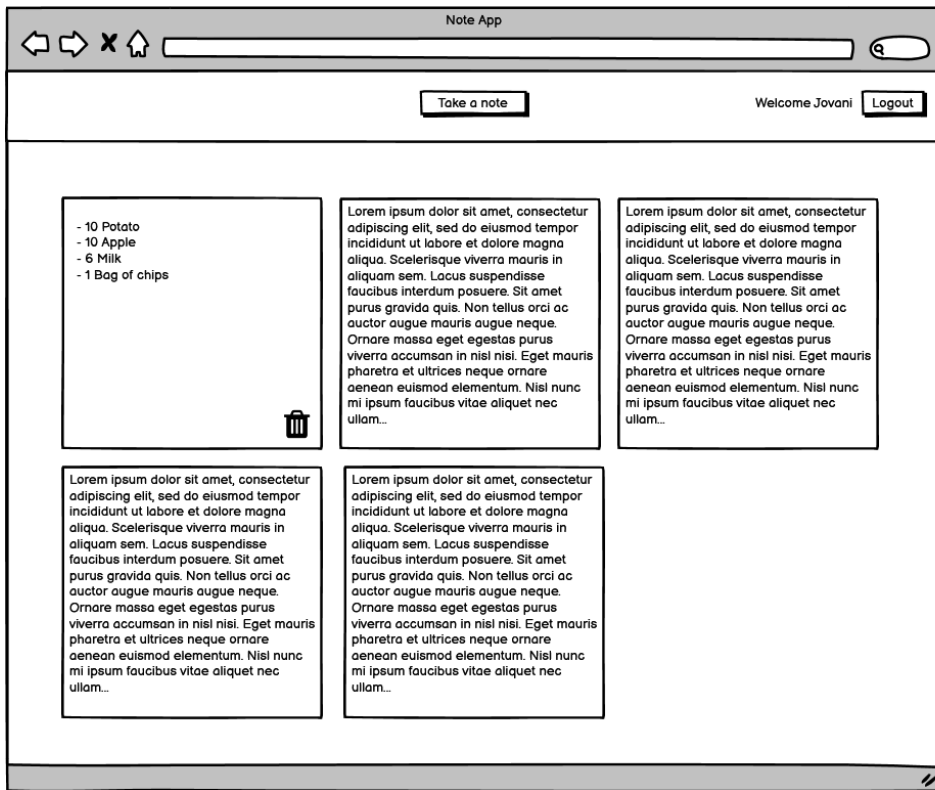 Note App
Take a note
Welcome Jovani
Logout
- 10 Potato
- 10 Apple
- 6 Milk
- 1 Bag of chips
Lorem ipsum dolor sit amet, consectetur
adipiscing elit, sed do eiusmod tempor
incididunt ut labore et dolore magna
aliqua. Scelerisque viverra mauris in
aliquam sem. Lacus suspendisse
faucibus interdum posuere. Sit amet
purus gravida quis. Non tellus orci ac
auctor augue mauris augue neque.
Ornare massa eget egestas purus
viverra accumsan in nisl nisi. Eget mauris
pharetra et ultrices neque ornare
aenean euismod elementum. Nisl nunc
mi ipsum faucibus vitae aliquet nec
ullam...
Lorem ipsum dolor sit amet, consectetur
adipiscing elit, sed do eiusmod tempor
incididunt ut labore et dolore magna
aliqua. Scelerisque viverra mauris in
aliquam sem. Lacus suspendisse
faucibus interdum posuere. Sit amet
purus gravida quis. Non tellus orci ac
auctor augue mauris augue neque.
Ornare massa eget egestas purus
viverra accumsan in nisl nisi. Eget mauris
pharetra et ultrices neque ornare
aenean euismod elementum. Nisl nunc
mi ipsum faucibus vitae aliquet nec
ullam...
Lorem ipsum dolor sit amet, consectetur
adipiscing elit, sed do eiusmod tempor
incididunt ut labore et dolore magna
aliqua. Scelerisque viverra mauris in
aliquam sem. Lacus suspendisse
faucibus interdum posuere. Sit amet
purus gravida quis. Non tellus orci ac
auctor augue mauris augue neque.
Ornare massa eget egestas purus
viverra accumsan in nisl nisi. Eget mauris
pharetra et ultrices neque ornare
aenean euismod elementum. Nisl nunc
mi ipsum faucibus vitae aliquet nec
ullam...
Lorem ipsum dolor sit amet, consectetur
adipiscing elit, sed do eiusmod tempor
incididunt ut labore et dolore magna
aliqua. Scelerisque viverra mauris in
aliquam sem. Lacus suspendisse
faucibus interdum posuere. Sit amet
purus gravida quis. Non tellus orci ac
auctor augue mauris augue neque.
Ornare massa eget egestas purus
viverra accumsan in nisl nisi. Eget mauris
pharetra et ultrices neque ornare
aenean euismod elementum. Nisl nunc
mi ipsum faucibus vitae aliquet nec
ullam...